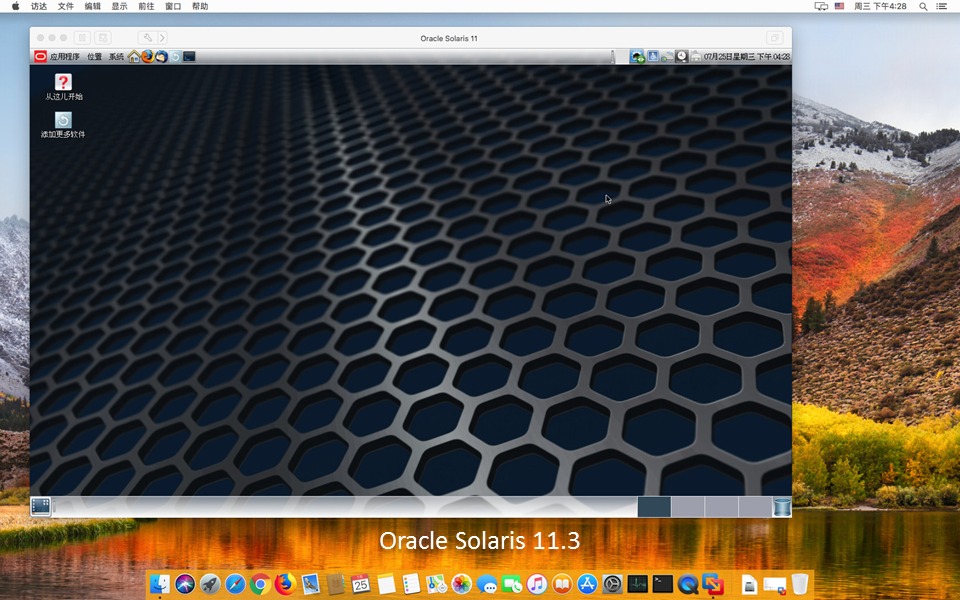 访达 文件 编辑 显示 前往 窗口 帮助 周三 下午4:28
Oracle Solaris 11
应用程序 位置 系统 07月25日星期三 下午 04:28
从这儿开始
添加更多软件
Oracle Solaris 11.3
25